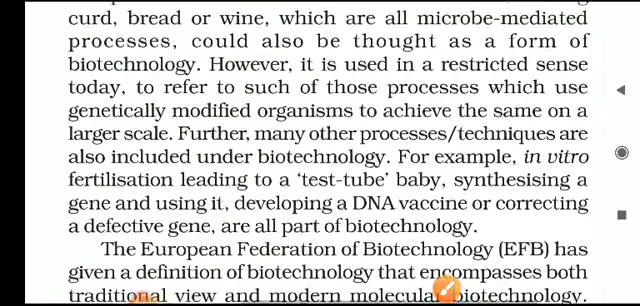 curd, bread or wine, which are all microbe-mediated
processes, could also be thought as a form of
biotechnology. However, it is used in a restricted sense
today, to refer to such of those processes which use
genetically modified organisms to achieve the same on a
larger scale. Further, many other processes/techniques are
also included under biotechnology. For example, in vitro
fertilisation leading to a ‘test-tube’ baby, synthesising a
gene and using it, developing a DNA vaccine or correcting
a defective gene, are all part of biotechnology.
The European Federation of Biotechnology (EFB) has
given a definition of biotechnology that encompasses both
traditional view and modern molecular biotechnology.